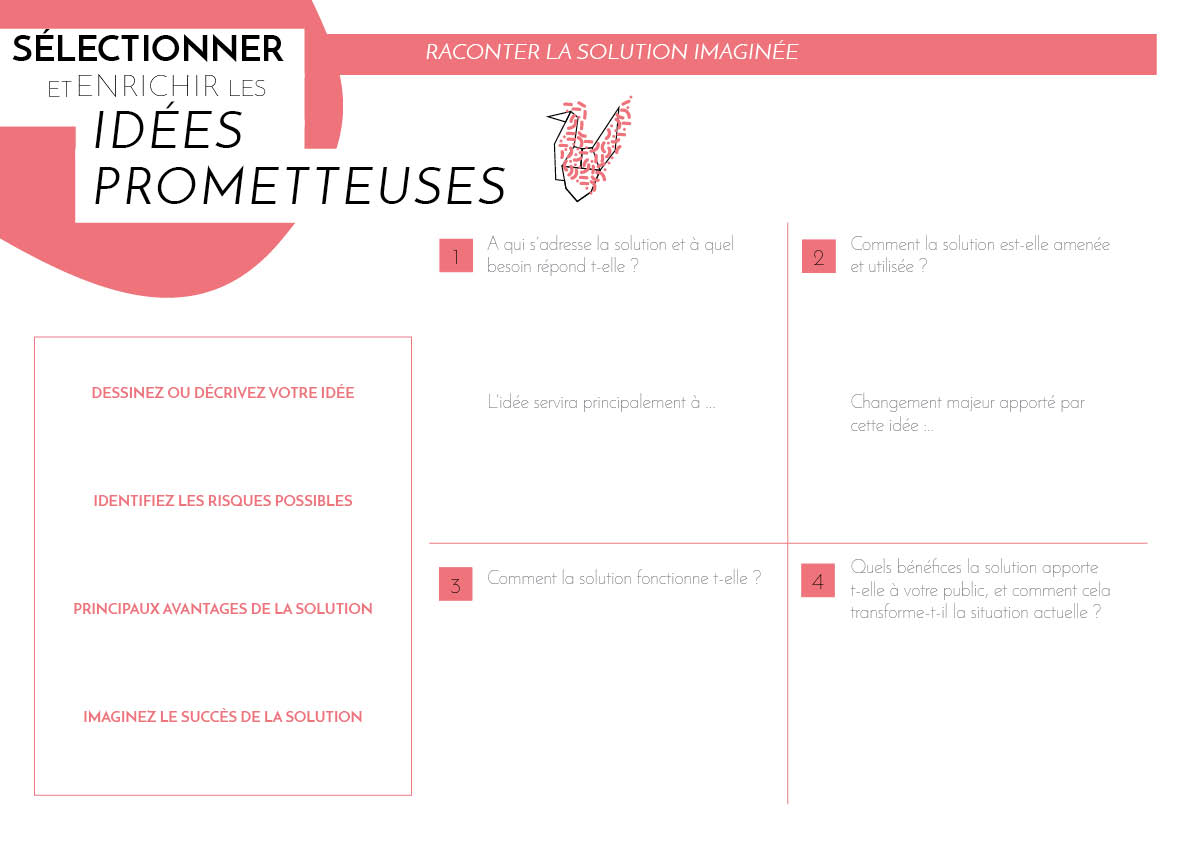 SÉLECTIONNER
ET ENRICHIR LES
IDÉES
PROMETTEUSES
RACONTER LA SOLUTION IMAGINÉE
DESSINEZ OU DÉCRIVEZ VOTRE IDÉE
IDENTIFIEZ LES RISQUES POSSIBLES
PRINCIPAUX AVANTAGES DE LA SOLUTION
IMAGINEZ LE SUCCÈS DE LA SOLUTION
1
A qui s'adresse la solution et à quel
besoin répond t-elle ?
L'idée servira principalement à ...
2
Comment la solution est-elle amenée
et utilisée ?
Changement majeur apporté par
cette idée :..
3
Comment la solution fonctionne t-elle ?
4
Quels bénéfices la solution apporte
t-elle à votre public, et comment cela
transforme-t-il la situation actuelle ?